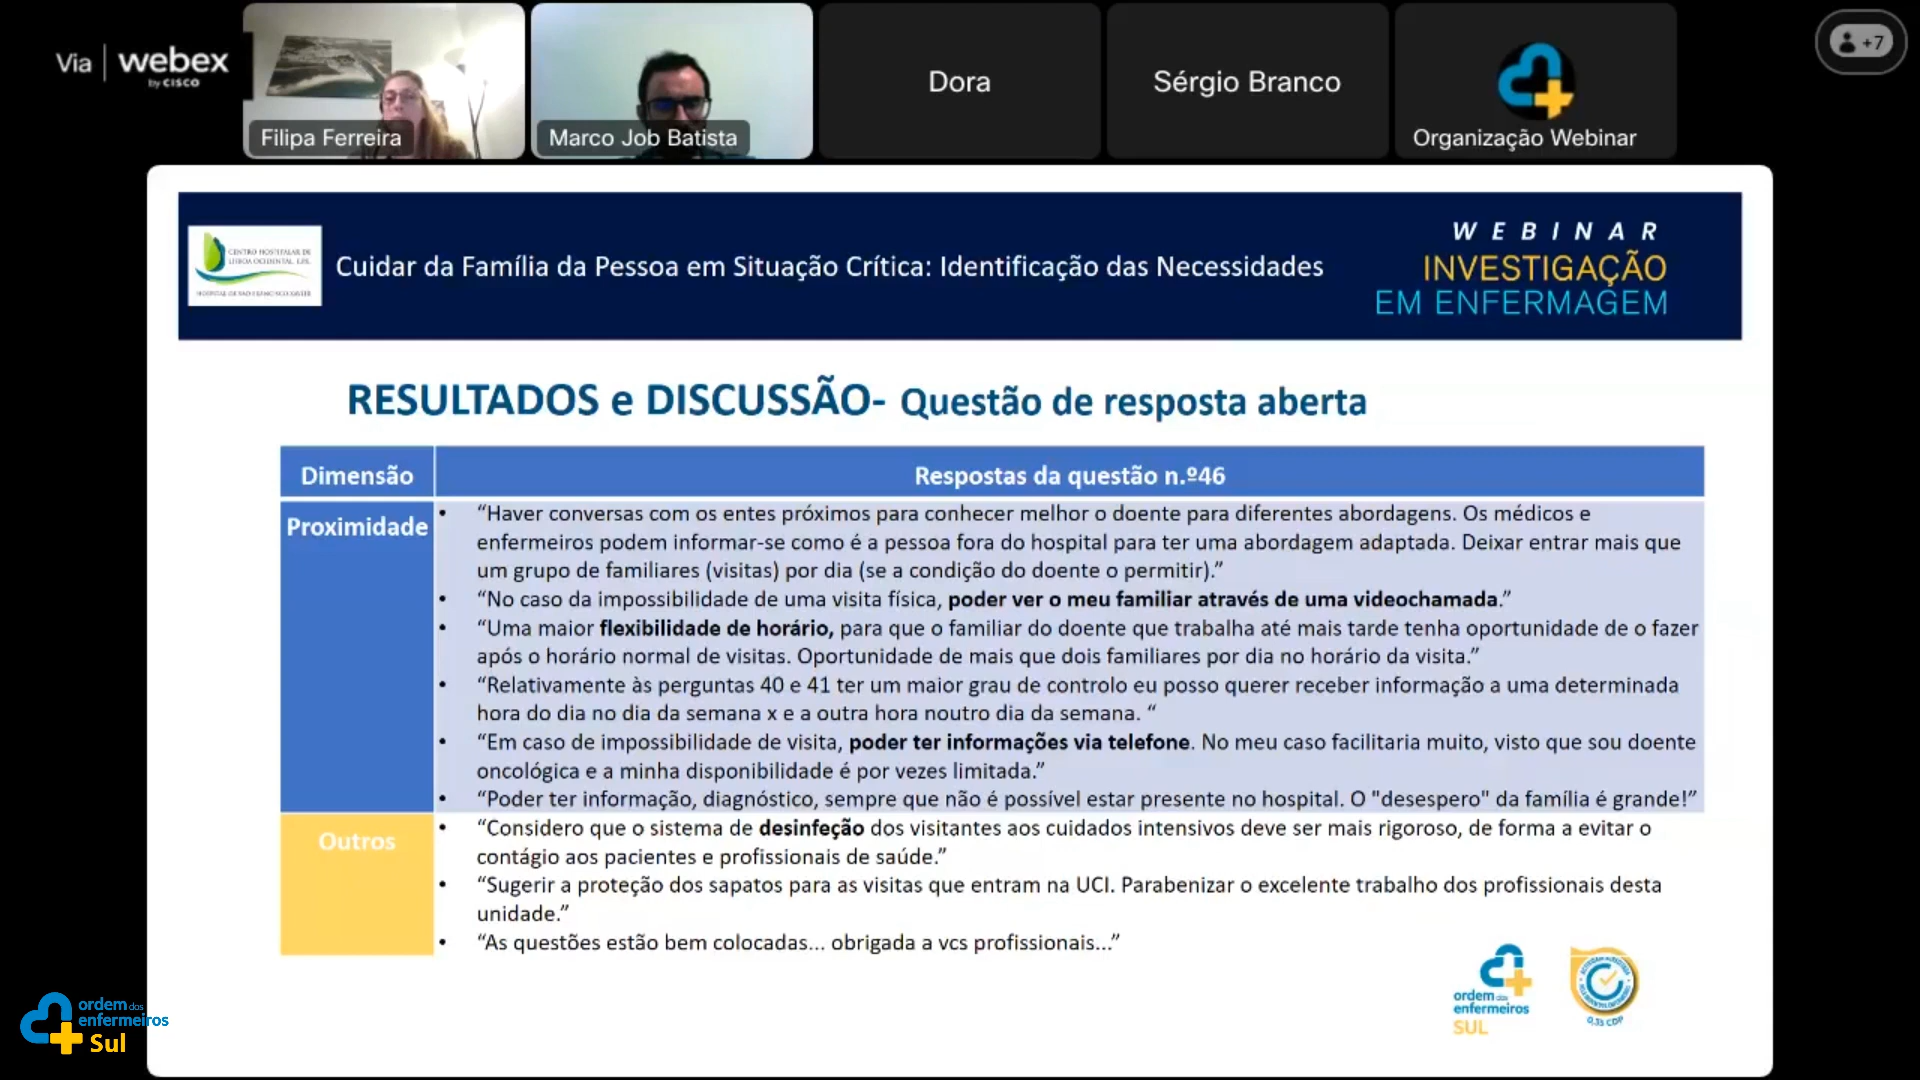 Via webex
by CISCO
Filipa Ferreira
Marco Job Batista
Dora
Sérgio Branco
Organização Webinar
+7
CENTRO HOSPITALAR DE
LISBOA OCIDENTAL, E.P.E.
HOSPITAL DE SÃO FRANCISCO XAVIER
Cuidar da Família da Pessoa em Situação Crítica: Identificação das Necessidades
WEBINAR
INVESTIGAÇÃO
EM ENFERMAGEM
RESULTADOS e DISCUSSÃO- Questão de resposta aberta
Dimensão
Respostas da questão n.º46
Proximidade
• “Haver conversas com os entes próximos para conhecer melhor o doente para diferentes abordagens. Os médicos e
enfermeiros podem informar-se como é a pessoa fora do hospital para ter uma abordagem adaptada. Deixar entrar mais que
um grupo de familiares (visitas) por dia (se a condição do doente o permitir).”
• “No caso da impossibilidade de uma visita física, poder ver o meu familiar através de uma videochamada.”
• “Uma maior flexibilidade de horário, para que o familiar do doente que trabalha até mais tarde tenha oportunidade de o fazer
após o horário normal de visitas. Oportunidade de mais que dois familiares por dia no horário da visita.”
• “Relativamente às perguntas 40 e 41 ter um maior grau de controlo eu posso querer receber informação a uma determinada
hora do dia no dia da semana x e a outra hora noutro dia da semana. “
• “Em caso de impossibilidade de visita, poder ter informações via telefone. No meu caso facilitaria muito, visto que sou doente
oncológica e a minha disponibilidade é por vezes limitada.”
• “Poder ter informação, diagnóstico, sempre que não é possível estar presente no hospital. O "desespero" da família é grande!”
Outros
• “Considero que o sistema de desinfeção dos visitantes aos cuidados intensivos deve ser mais rigoroso, de forma a evitar o
contágio aos pacientes e profissionais de saúde.”
• “Sugerir a proteção dos sapatos para as visitas que entram na UCI. Parabenizar o excelente trabalho dos profissionais desta
unidade.”
• “As questões estão bem colocadas... obrigada a vcs profissionais...”
ordem dos
enfermeiros
SUL
0,35 CDP
ordem dos
enfermeiros
Sul